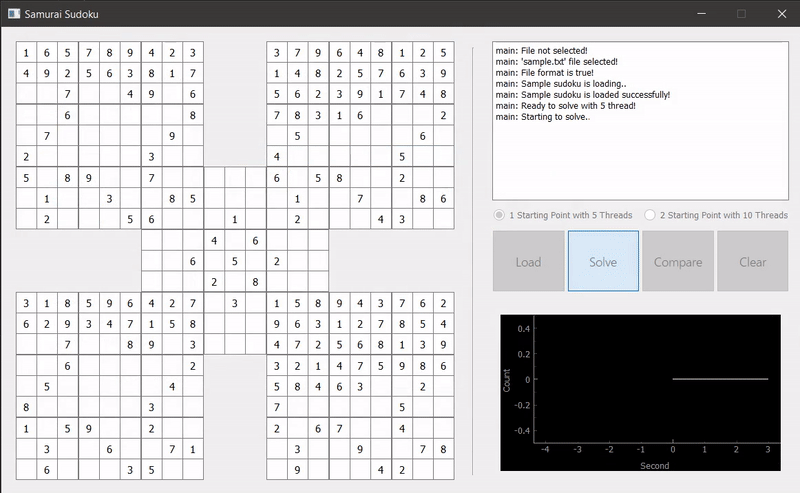 Samurai Sudoku
1 6 5 7 8 9 4 2 3 3 7 9 6 4 8 1 2 5
4 9 2 5 6 3 8 1 7 1 4 8 2 5 7 6 3 9
7 4 9 6 5 6 2 3 9 1 7 4 8
6 8 7 8 3 1 6 2
7 9 5 6
2 3 4 5
5 8 9 7 6 5 8 2
1 3 8 5 1 7 8 6
2 5 6 1 2 4 3
4 6
6 5 2
2 8
3 1 8 5 9 6 4 2 7 3 1 5 8 9 4 3 7 6 2
6 2 9 3 4 7 1 5 8 9 6 3 1 2 7 8 5 4
7 8 9 3 4 7 2 5 6 8 1 3 9
6 2 3 2 1 4 7 5 9 8 6
5 4 5 8 4 6 3 2
8 3 7 5
1 5 9 2 2 6 7 4
3 6 7 1 3 9 7 8
6 3 5 9 4 2
main: File not selected!
main: 'sample.txt' file selected!
main: File format is true!
main: Sample sudoku is loading..
main: Sample sudoku is loaded successfully!
main: Ready to solve with 5 thread!
main: Starting to solve..
1 Starting Point with 5 Threads 2 Starting Point with 10 Threads
Load Solve Compare Clear
0.4
0.2
0
-0.2
-0.4
Count
-4 -3 -2 -1 0 1 2 3
Second